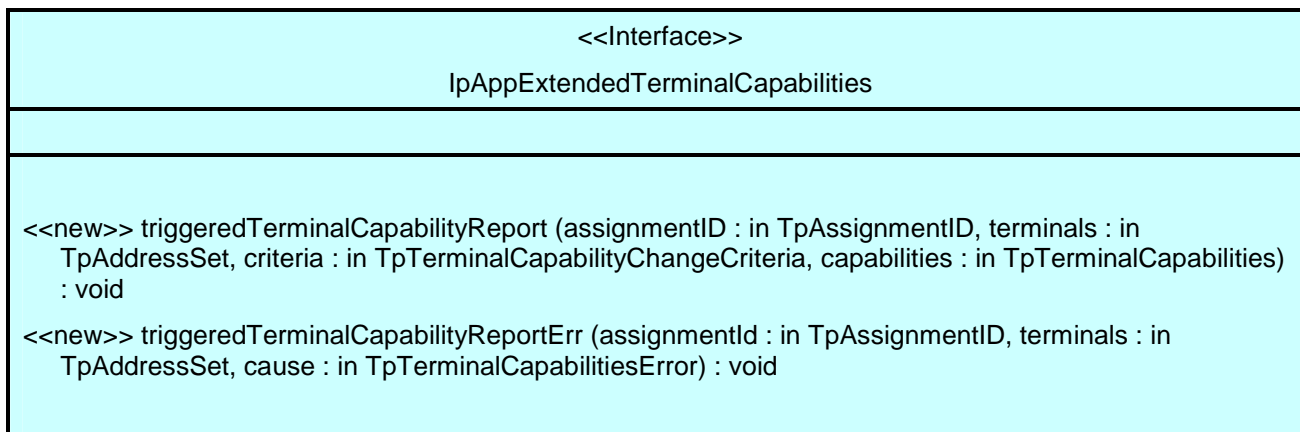 <<Interface>>
IpAppExtendedTerminalCapabilities
<<new>> triggeredTerminalCapabilityReport (assignmentID : in TpAssignmentID, terminals : in
TpAddressSet, criteria : in TpTerminalCapabilityChangeCriteria, capabilities : in TpTerminalCapabilities)
: void
<<new>> triggeredTerminalCapabilityReportErr (assignmentId : in TpAssignmentID, terminals : in
TpAddressSet, cause : in TpTerminalCapabilitiesError) : void